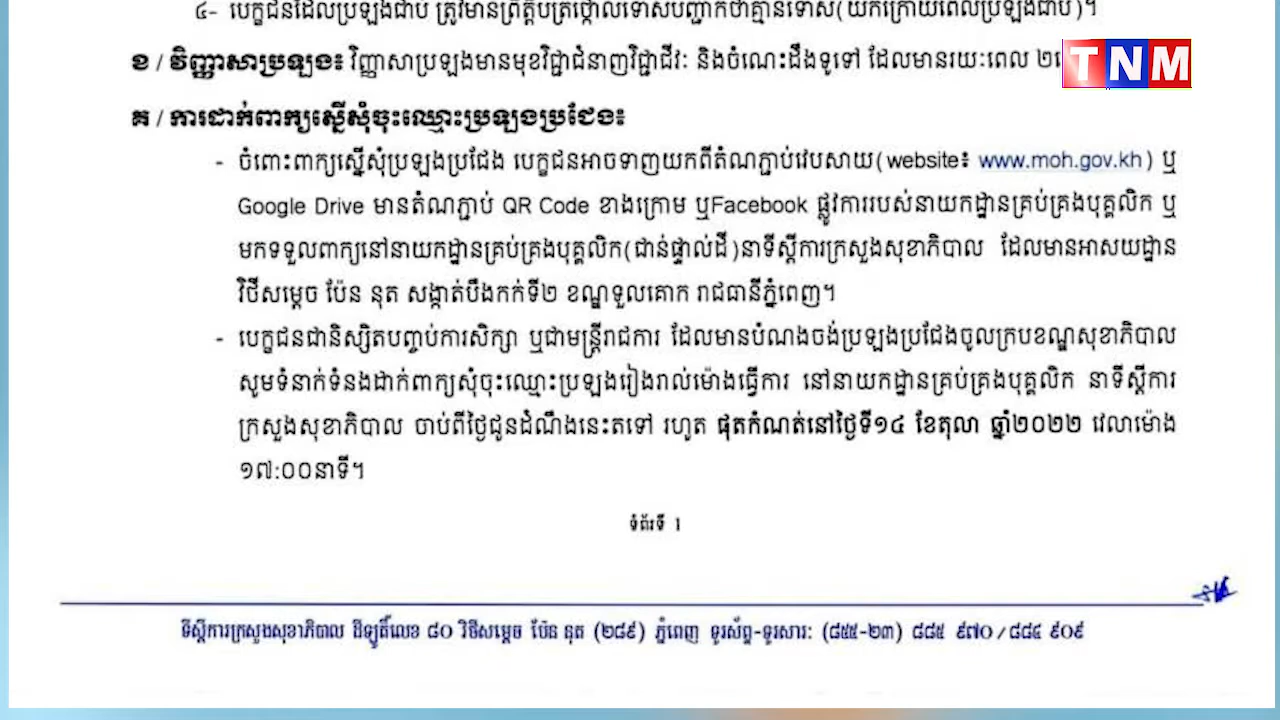 ៤- បេក្ខជនដែលប្រឡងជាប់ ត្រូវមានព្រឹត្តិបត្រថ្កោលទោសបញ្ជាក់ថាគ្មានទោស(យកក្រោយពេលប្រឡងជាប់)។
ខ / វិញ្ញាសាប្រឡង៖ វិញ្ញាសាប្រឡងមានមុខវិជ្ជាជំនាញវិជ្ជាជីវៈ និងចំណេះដឹងទូទៅ ដែលមានរយៈពេល
TNM
គ / ការដាក់ពាក្យស្នើសុំចុះឈ្មោះប្រឡងប្រជែង៖
- ចំពោះពាក្យស្នើសុំប្រឡងប្រជែង បេក្ខជនអាចទាញយកពីតំណភ្ជាប់វេបសាយ(website៖ www.moh.gov.kh) ឬ
Google Drive មានតំណភ្ជាប់ QR Code ខាងក្រោម ឬFacebook ផ្លូវការរបស់នាយកដ្ឋានគ្រប់គ្រងបុគ្គលិក ឬ
មកទទួលពាក្យនៅនាយកដ្ឋានគ្រប់គ្រងបុគ្គលិក(ជាន់ផ្ទាល់ដី)នាទីស្តីការក្រសួងសុខាភិបាល ដែលមានអាសយដ្ឋាន
វិថីសម្តេច ប៉ែន នុត សង្កាត់បឹងកក់ទី២ ខណ្ឌទួលគោក រាជធានីភ្នំពេញ។
- បេក្ខជនជានិស្សិតបញ្ចប់ការសិក្សា ឬជាមន្ត្រីរាជការ ដែលមានបំណងចង់ប្រឡងប្រជែងចូលក្របខណ្ឌសុខាភិបាល
សូមទំនាក់ទំនងដាក់ពាក្យសុំចុះឈ្មោះប្រឡងរៀងរាល់ម៉ោងធ្វើការ នៅនាយកដ្ឋានគ្រប់គ្រងបុគ្គលិក នាទីស្តីការ
ក្រសួងសុខាភិបាល ចាប់ពីថ្ងៃជូនដំណឹងនេះតទៅ រហូត ផុតកំណត់នៅថ្ងៃទី១៤ ខែតុលា ឆ្នាំ២០២២ វេលាម៉ោង
១៧:០០នាទី។
ទំព័រទី 1
ទីស្តីការក្រសួងសុខាភិបាល ដីឡូតិ៍លេខ ៨០ វិថីសម្តេច ប៉ែន នុត (២៨៩) ភ្នំពេញ ទូរស័ព្ទ-ទូរសារៈ (៨៥៥-២៣) ៨៨៥ ៩៧០/៨៨៤ ៩០៩